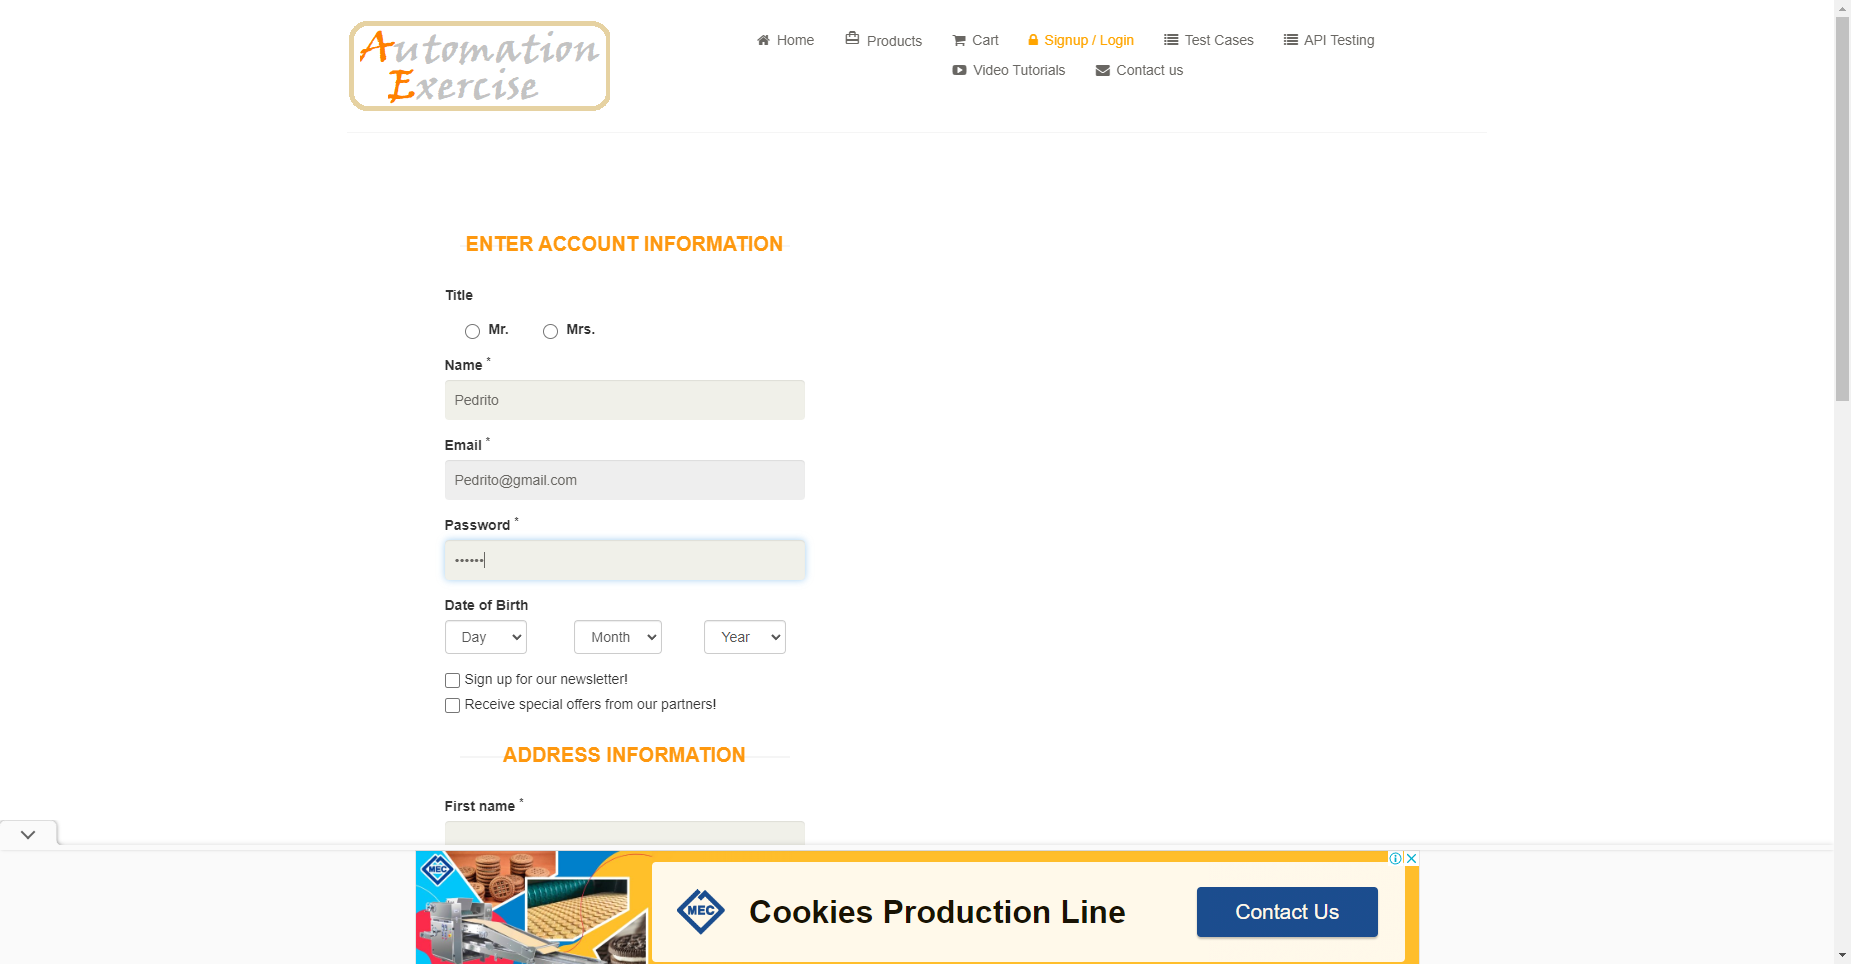 Automation
Exercise
Home
Products
Cart
Signup / Login
Test Cases
API Testing
Video Tutorials
Contact us
ENTER ACCOUNT INFORMATION
Title
Mr.
Mrs.
Name *
Pedrito
Email *
Pedrito@gmail.com
Password *
••••••
Date of Birth
Day
Month
Year
Sign up for our newsletter!
Receive special offers from our partners!
ADDRESS INFORMATION
First name *
MEC
MEC
Cookies Production Line
Contact Us